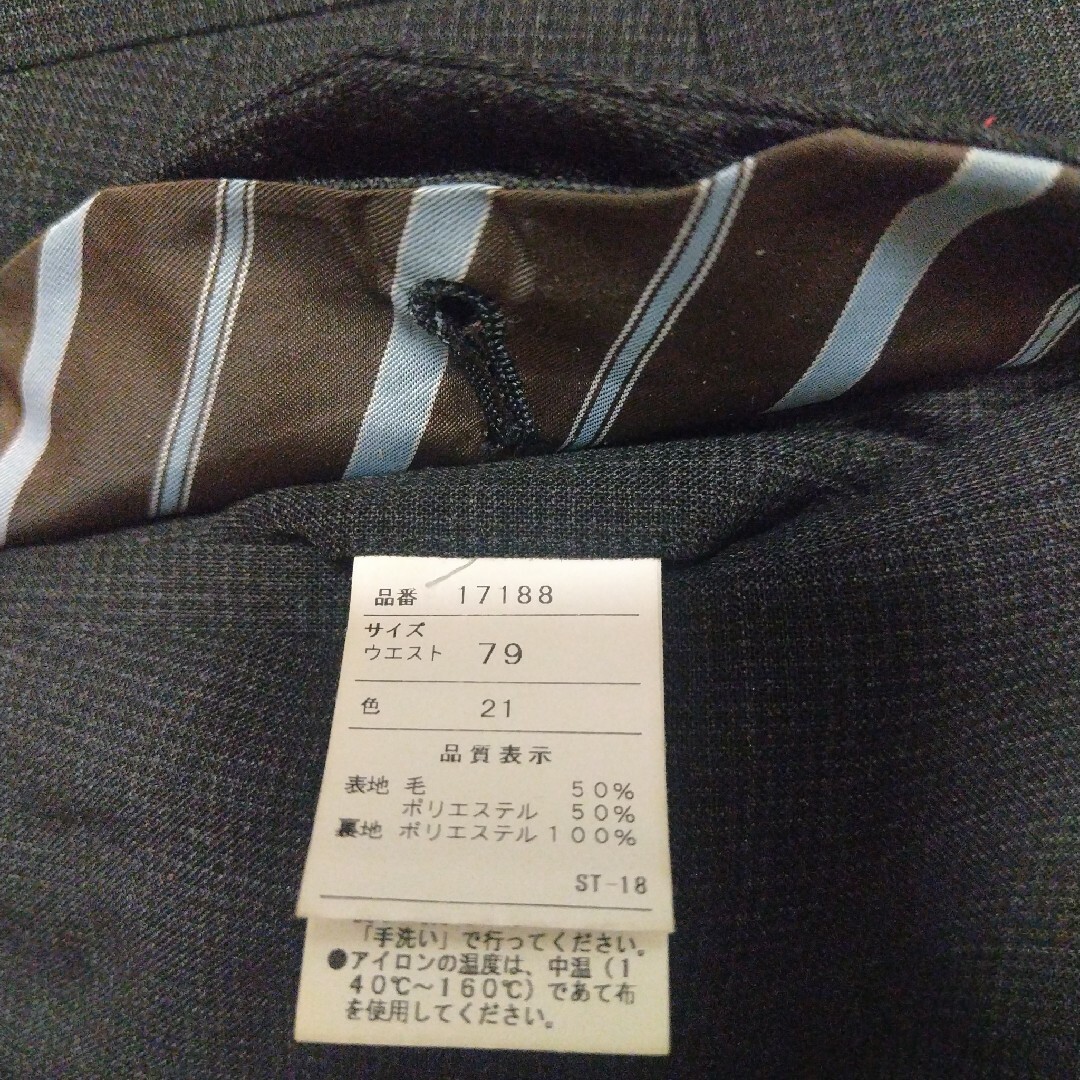 品番 17188
サイズ
ウエスト 79
色 21
品質表示
表地 毛 50%
ポリエステル 50%
裏地 ポリエステル 100%
ST-18
「手洗い」で行ってください。
●アイロンの温度は、中温(1
40℃~160℃)であて布
を使用してください。